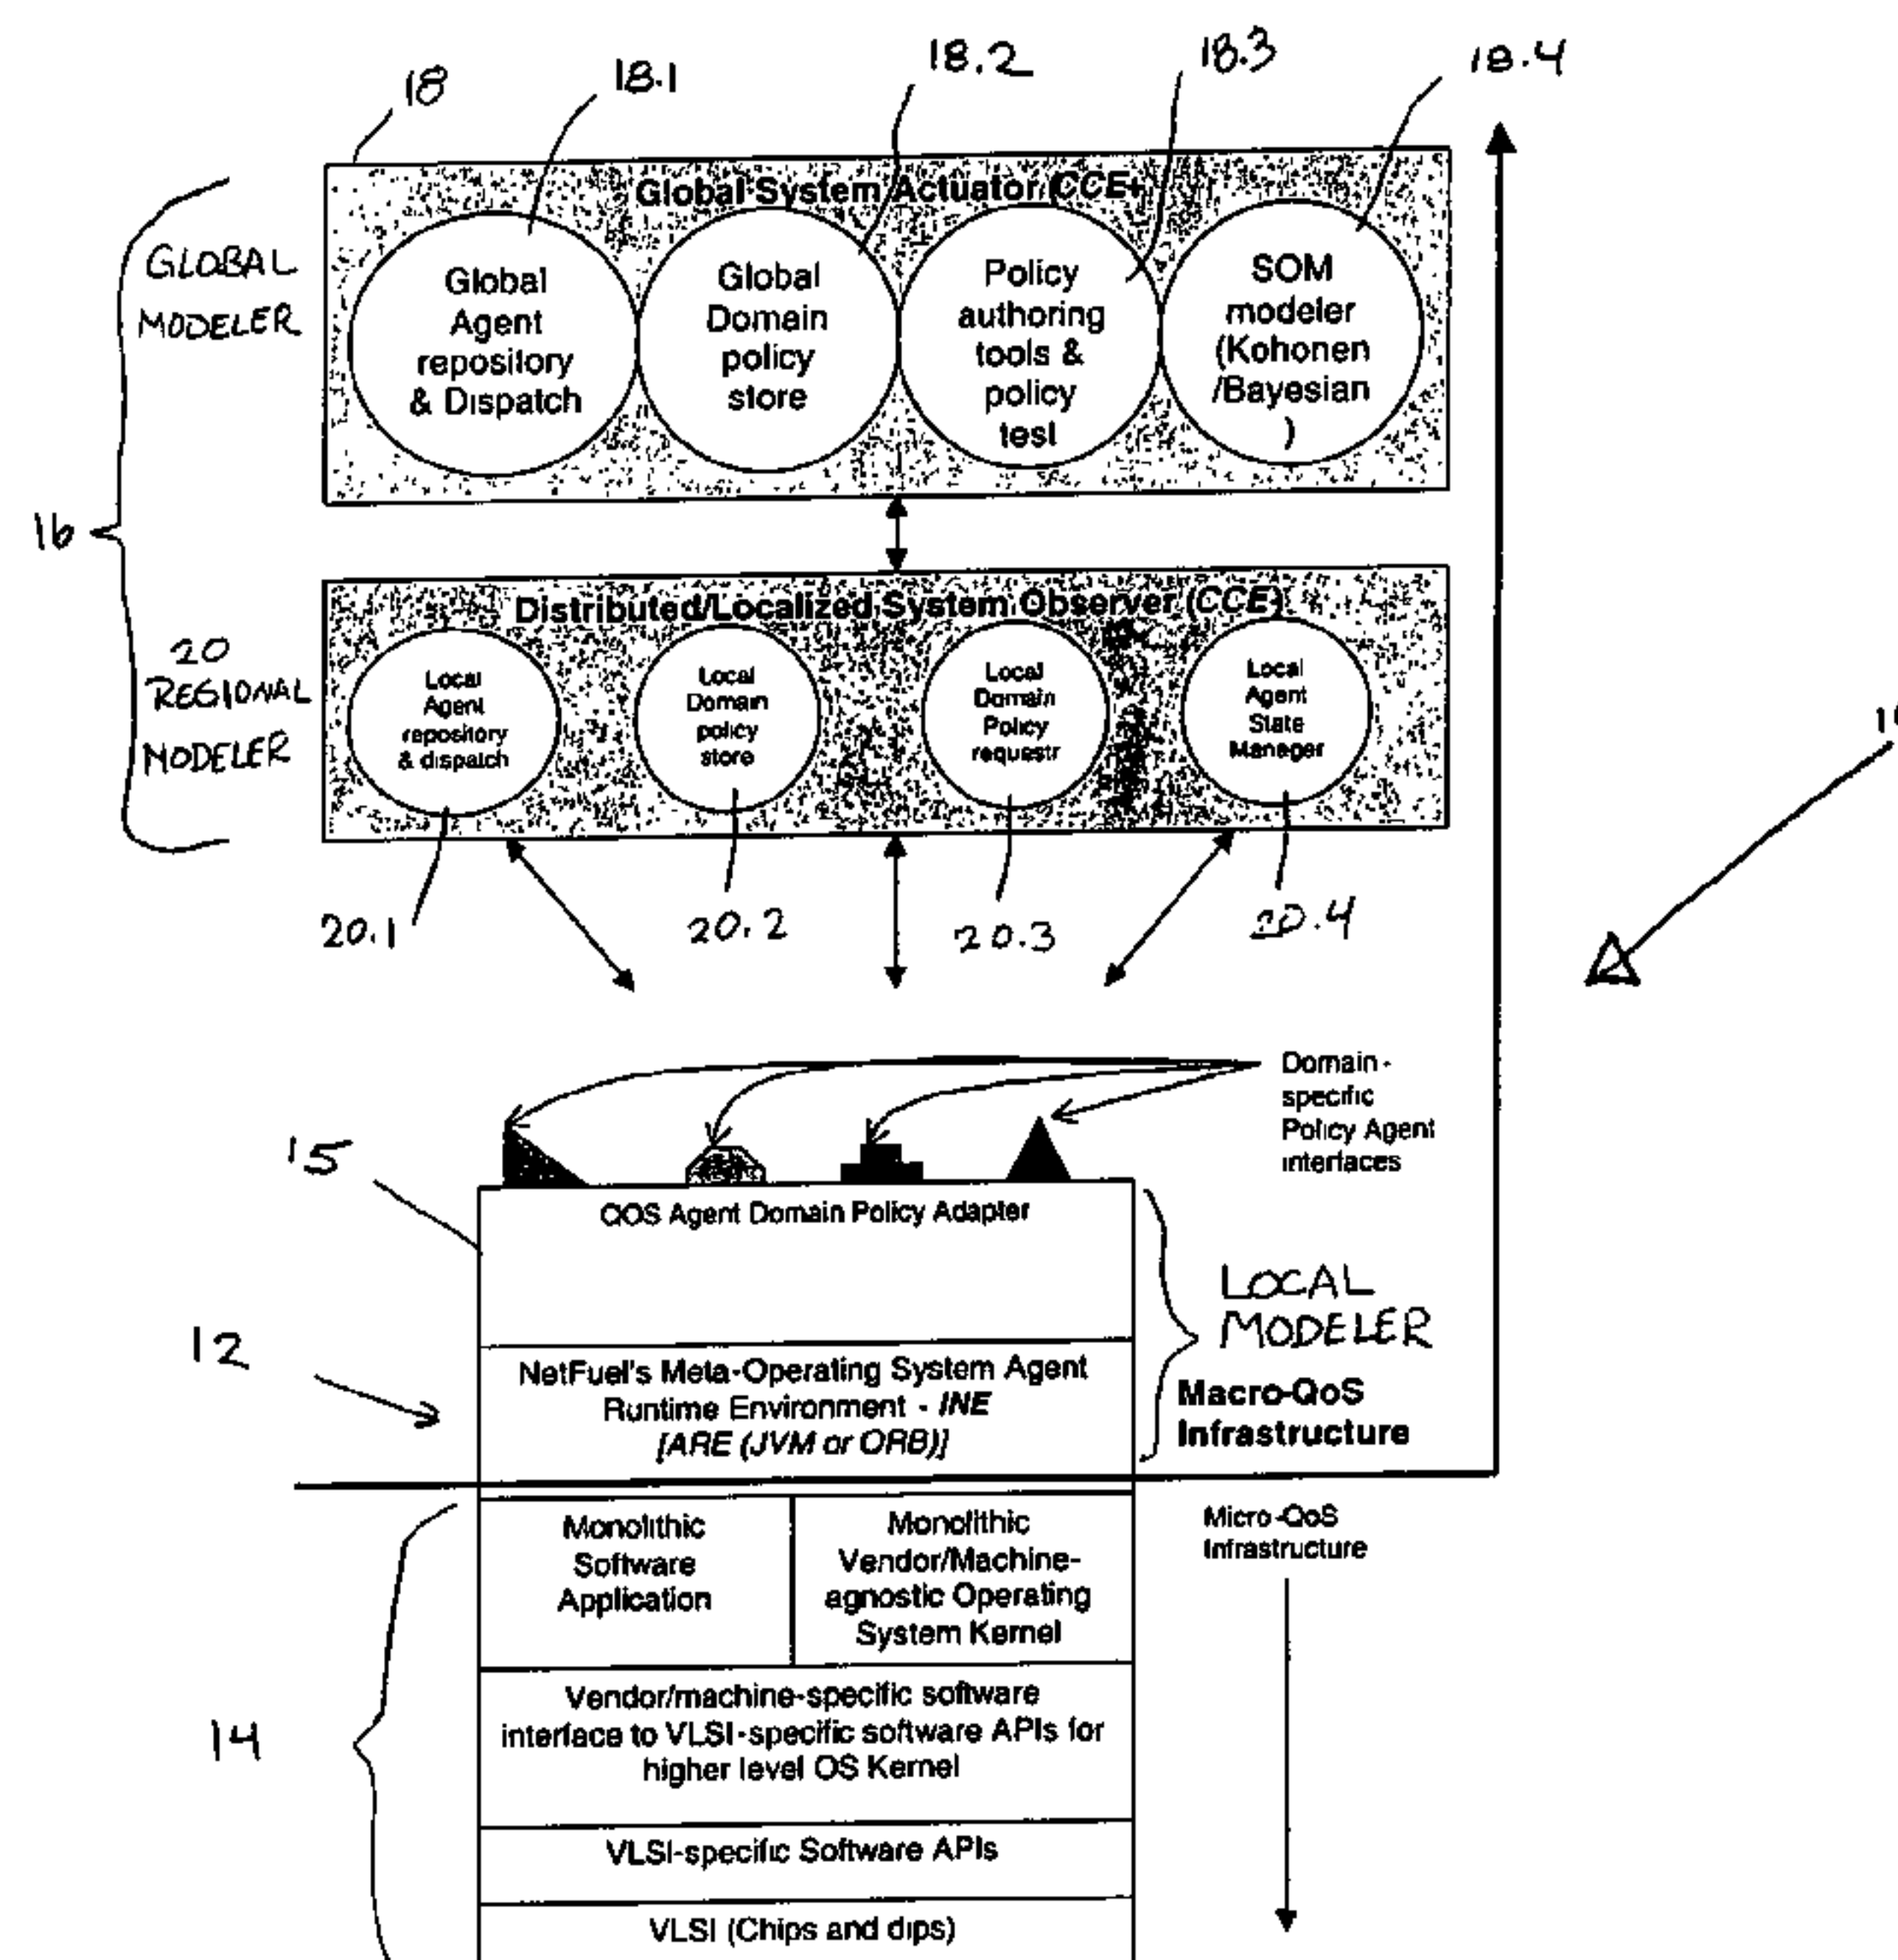 18
18.1
18.2
18.3
18.4
Global System Actuator (CCE+
GLOBAL
MODELER
Global
Agent
repository
& Dispatch
Global
Domain
policy
store
Policy
authoring
tools &
policy
test
SOM
modeler
(Kohonen
/Bayesian
)
16
Distributed/Localized System Observer (CCE)
20
REGIONAL
MODELER
Local
Agent
repository
& dispatch
Local
Domain
policy
store
Local
Domain
Policy
requestr
Local
Agent
State
Manager
20.1
20.2
20.3
20.4
Domain-
specific
Policy Agent
interfaces
15
QOS Agent Domain Policy Adapter
LOCAL
MODELER
12
NetFuel's Meta-Operating System Agent
Runtime Environment - INE
[ARE (JVM or ORB)]
Macro-QoS
Infrastructure
Monolithic
Software
Application
Monolithic
Vendor/Machine-
agnostic Operating
System Kernel
Micro-QoS
Infrastructure
14
Vendor/machine-specific software
interface to VLSI-specific software APIs for
higher level OS Kernel
VLSI-specific Software APIs
VLSI (Chips and dips)